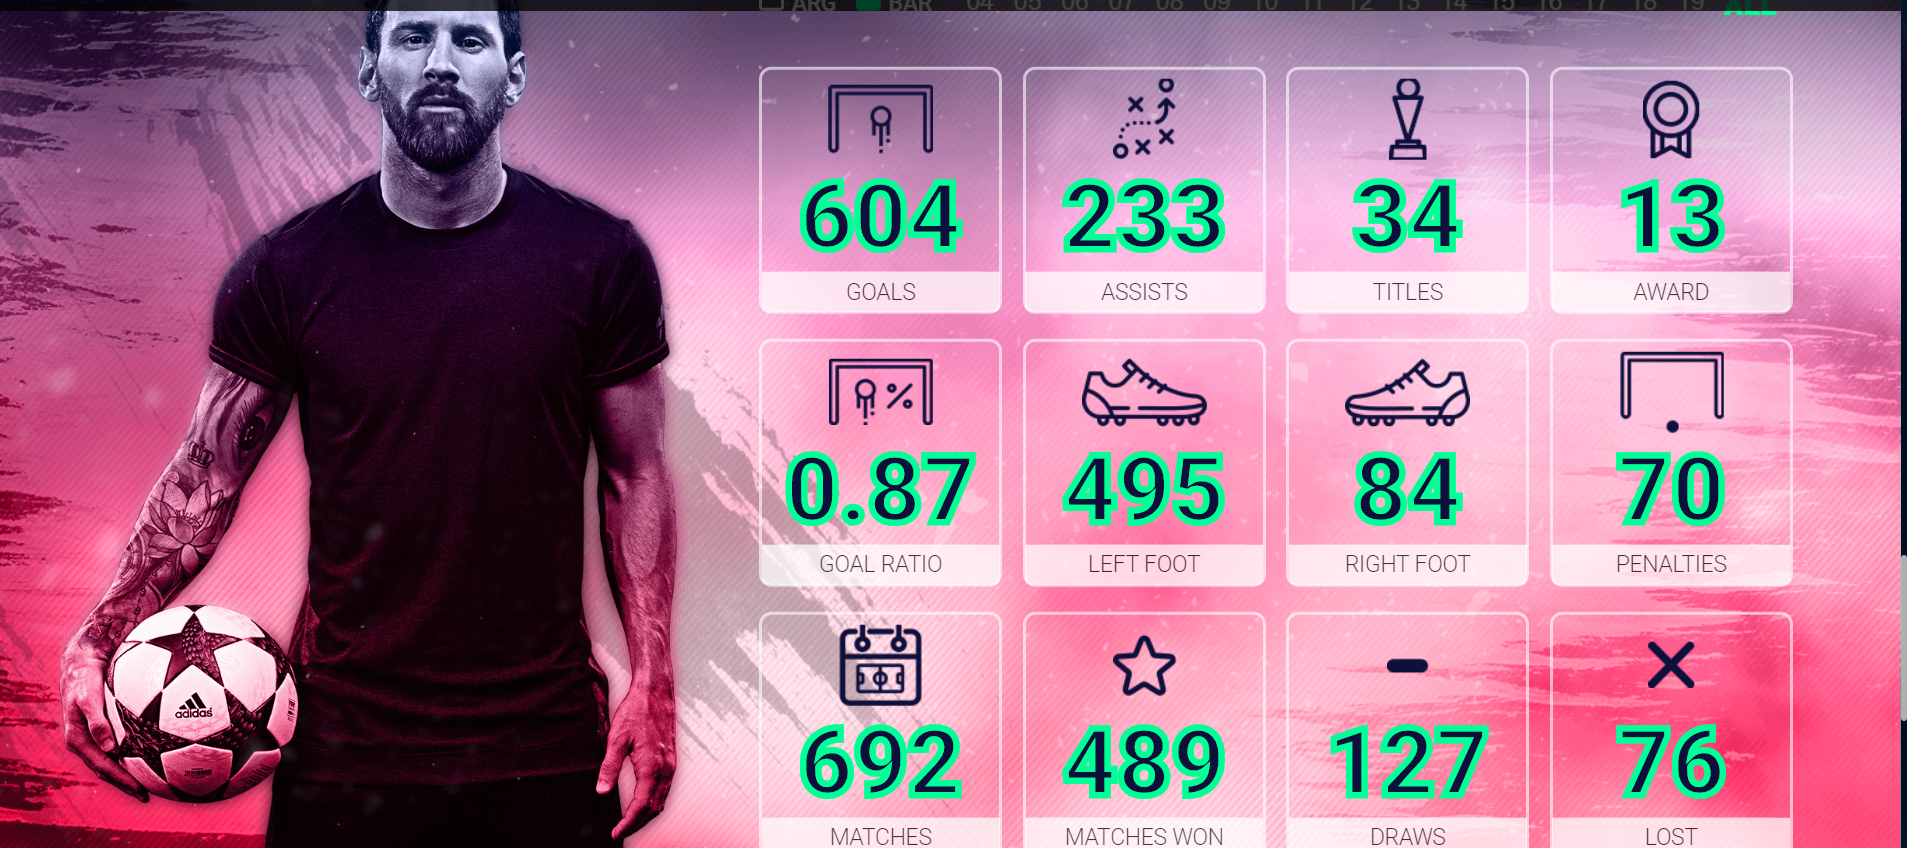 ARG BAR 04 05 06 07 08 09 10 11 12 13 14 15 16 17 18 19 ALL
604 233 34 13
GOALS ASSISTS TITLES AWARD
0.87 495 84 70
GOAL RATIO LEFT FOOT RIGHT FOOT PENALTIES
adidas
692 489 127 76
MATCHES MATCHES WON DRAWS LOST